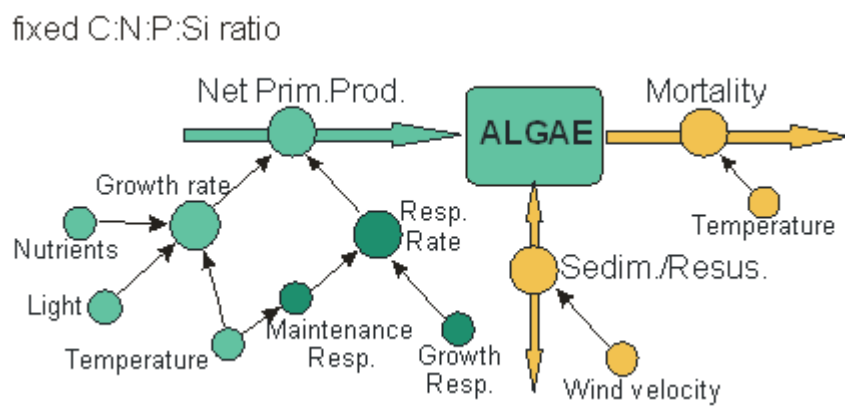 fixed C:N:P:Si ratio
Net Prim.Prod.
ALGAE
Mortality
Growth rate
Nutrients
Resp.
Rate
Temperature
Sedim./Resus.
Light
Temperature
Maintenance
Resp.
Growth
Resp.
Wind velocity